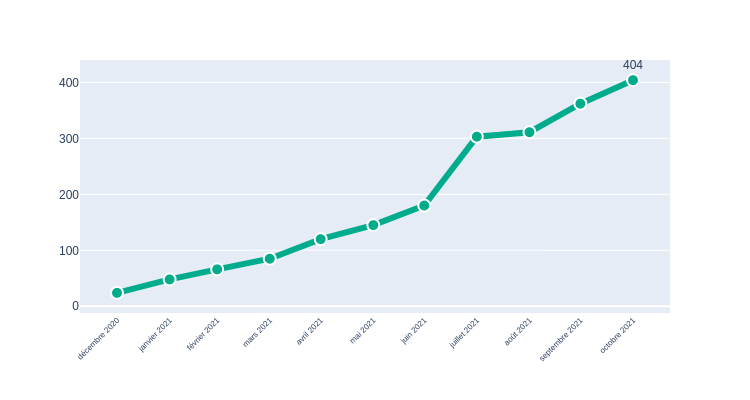 404
400
300
200
100
0
décembre 2020
janvier 2021
février 2021
mars 2021
avril 2021
mai 2021
juin 2021
juillet 2021
août 2021
septembre 2021
octobre 2021